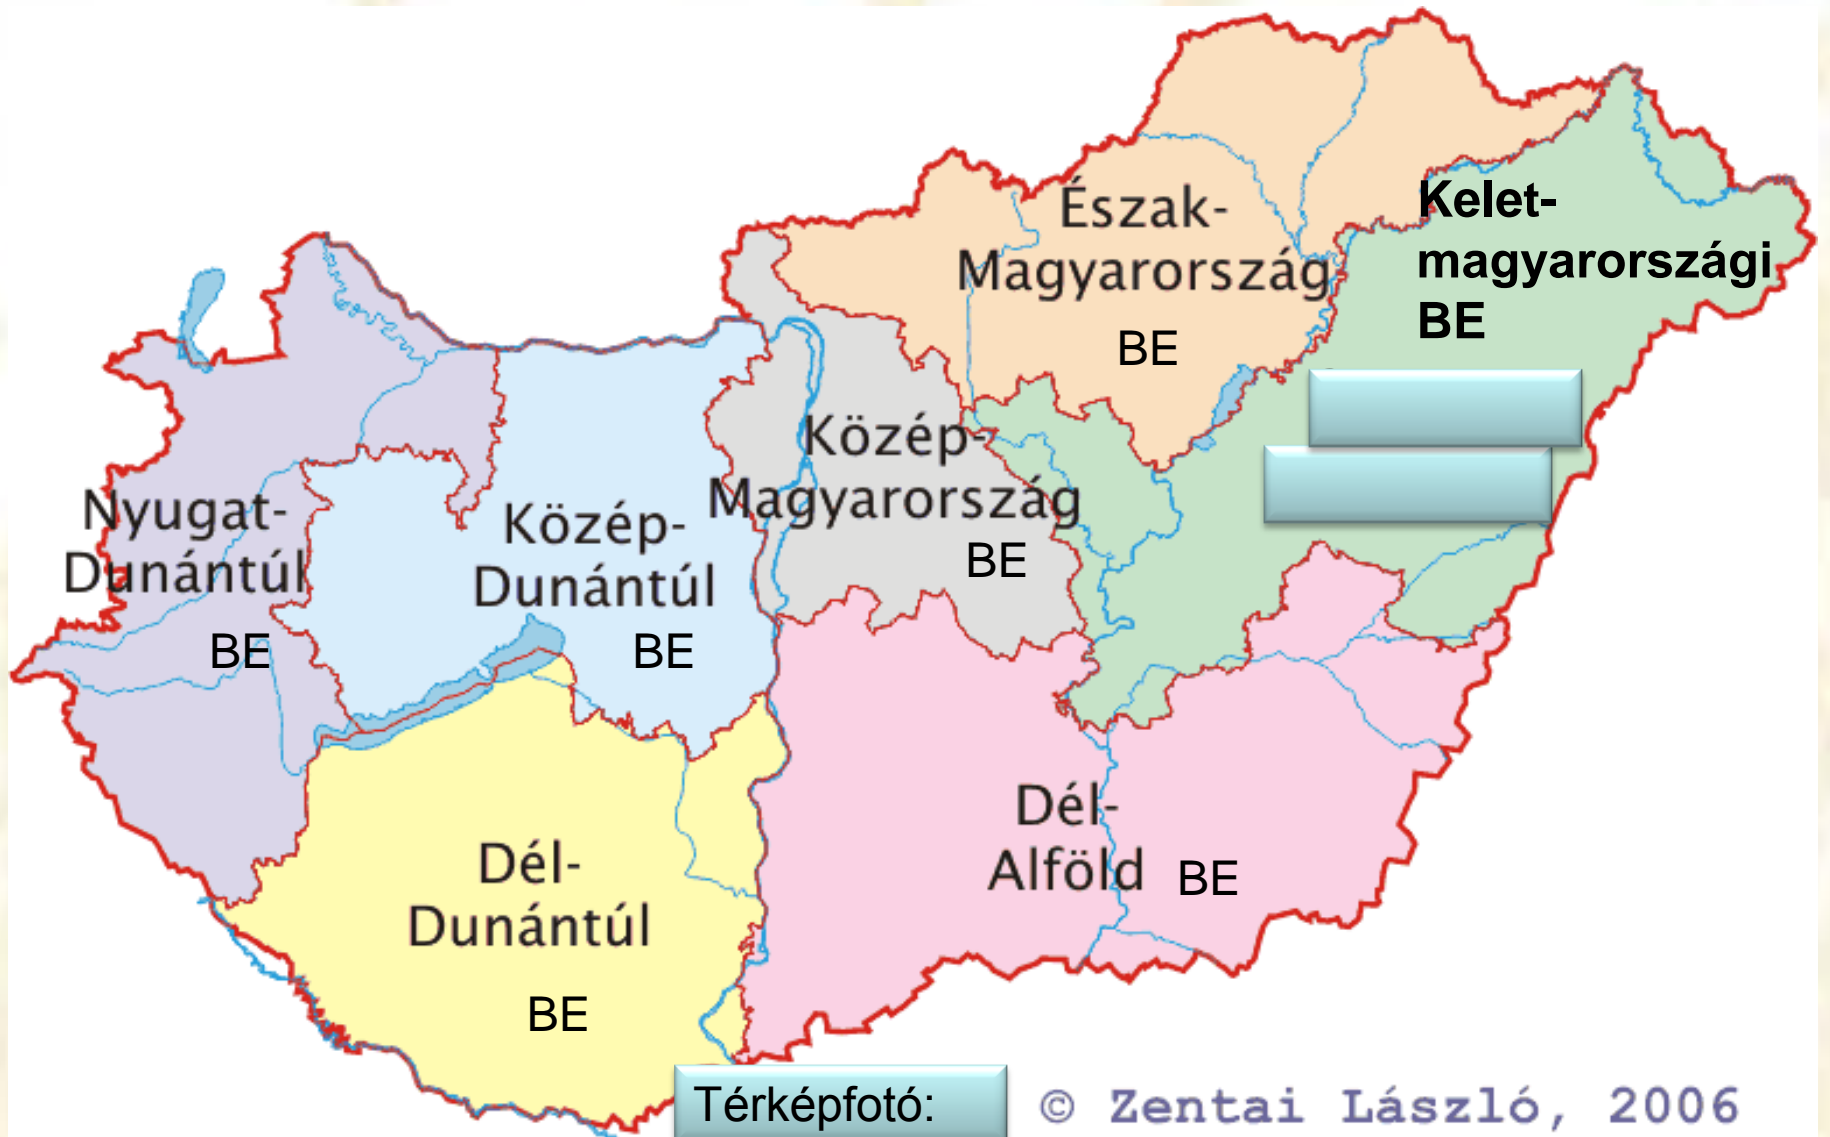 Észak-
Magyarország
BE
Kelet-
magyarországi
BE
Közép-
Magyarország
BE
Nyugat-
Dunántúl
BE
Közép-
Dunántúl
BE
Dél-
Dunántúl
BE
Dél-
Alföld
BE
Térképfotó:
© Zentai László, 2006